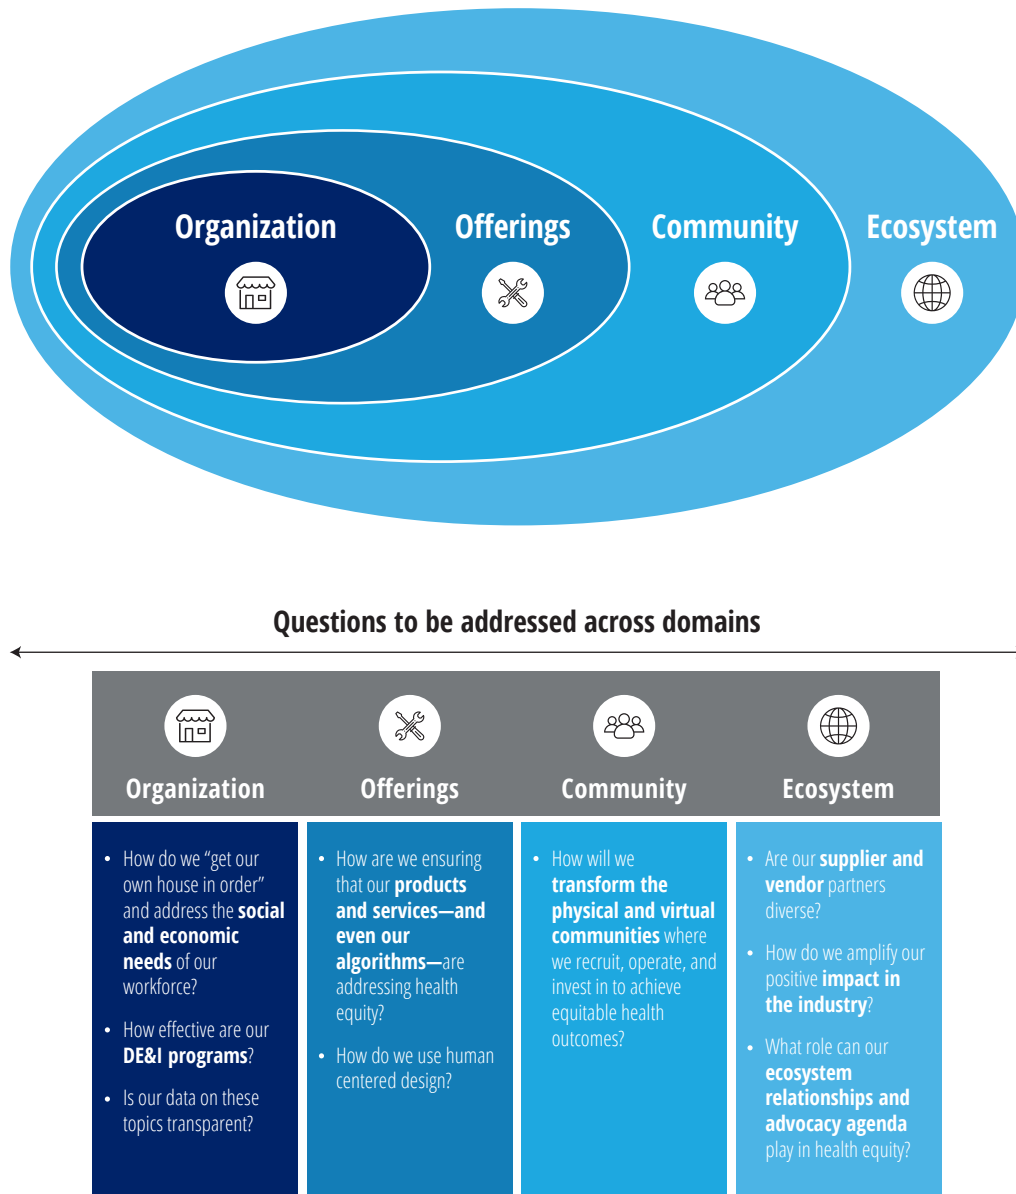 Organization
Offerings
Community
Ecosystem
Questions to be addressed across domains
Organization
Offerings
Community
Ecosystem
• How do we “get our
own house in order”
and address the social
and economic
needs of our
workforce?
• How effective are our
DE&I programs?
• Is our data on these
topics transparent?
• How are we ensuring
that our products
and services—and
even our
algorithms—are
addressing health
equity?
• How do we use human
centered design?
• How will we
transform the
physical and virtual
communities where
we recruit, operate, and
invest in to achieve
equitable health
outcomes?
• Are our supplier and
vendor partners
diverse?
• How do we amplify our
positive impact in
the industry?
• What role can our
ecosystem
relationships and
advocacy agenda
play in health equity?